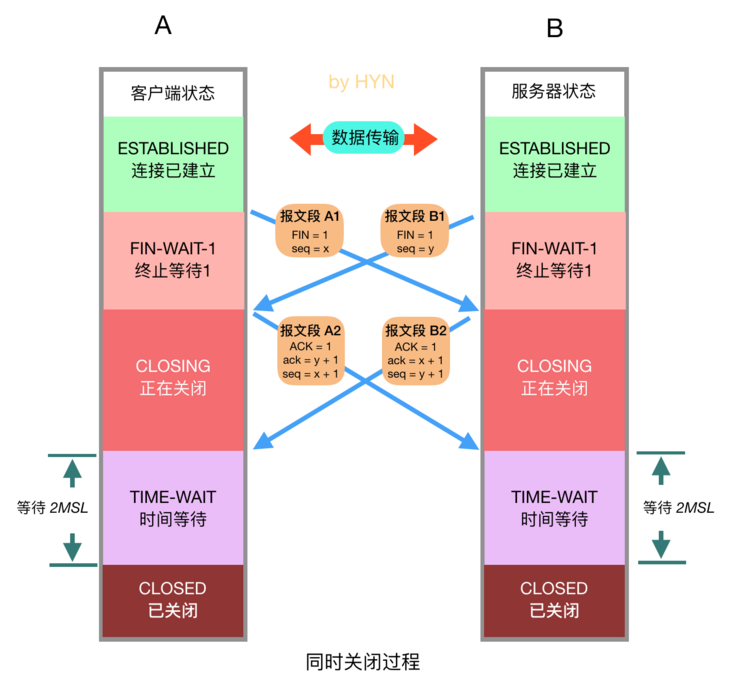 A
B
by HYN
客户端状态
服务器状态
数据传输
ESTABLISHED
连接已建立
ESTABLISHED
连接已建立
报文段 A1
FIN = 1
seq = x
报文段 B1
FIN = 1
seq = y
FIN-WAIT-1
终止等待1
FIN-WAIT-1
终止等待1
报文段 A2
ACK = 1
ack = y + 1
seq = x + 1
报文段 B2
ACK = 1
ack = x + 1
seq = y + 1
CLOSING
正在关闭
CLOSING
正在关闭
等待 2MSL
TIME-WAIT
时间等待
TIME-WAIT
时间等待
等待 2MSL
CLOSED
已关闭
CLOSED
已关闭
同时关闭过程